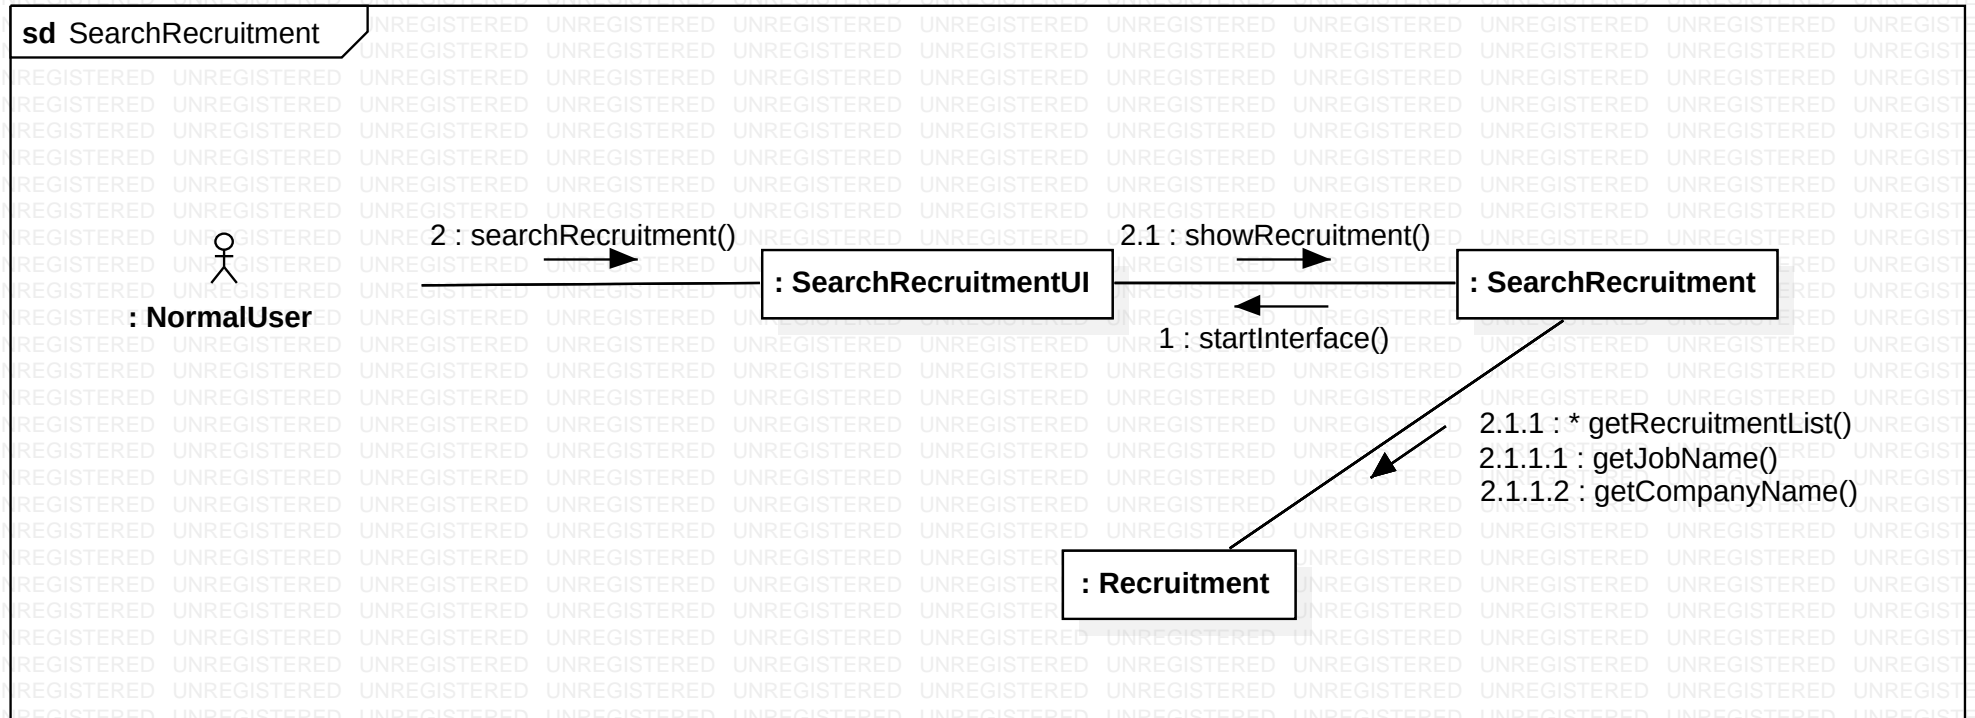 sd SearchRecruitment
2 : searchRecruitment()
2.1 : showRecruitment()
: NormalUser
: SearchRecruitmentUI
: SearchRecruitment
1 : startInterface()
2.1.1 : * getRecruitmentList()
2.1.1.1 : getJobName()
2.1.1.2 : getCompanyName()
: Recruitment
UNREGISTERED